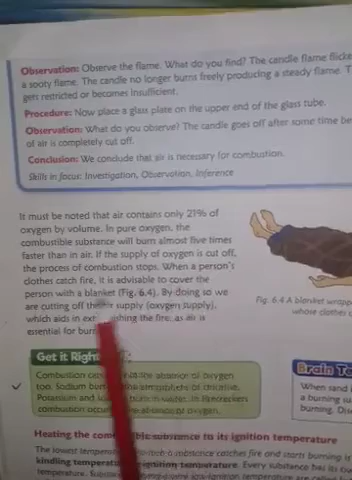 Observation: Observe the flame. What do you find? The candle flame
a sooty flame. The candle no longer burns freely producing a steady flame.
gets restricted or becomes insufficient.
Procedure: Now place a glass plate on the upper end of the glass tube.
Observation: What do you observe? The candle goes off after some time
of air is completely cut off.
Conclusion: We conclude that air is necessary for combustion.
Skills in focus: Investigation, Observation, Inference
It must be noted that air contains only 21% of
oxygen by volume. In pure oxygen, the
combustible substance will burn almost five times
faster than in air. If the supply of oxygen is cut off,
the process of combustion stops. When a person's
clothes catch fire, it is advisable to cover the
person with a blanket (Fig. 6.4). By doing so we
are cutting off the supply (oxygen supply),
which aids in the fire; as air is
essential for
Fig. 6.4 A blanket
whose clothes
Get it Right
Combustion absence of oxygen
too. Sodium atmosphere of chlorine.
Potassium and in water. In firecrackers
combustion absence of oxygen.
Brain
When sand
a burning
burning.
Heating the substance to its ignition temperature
The lowest a substance catches fire and starts burning is
kindling ignition temperature. Every substance has its
temperature.